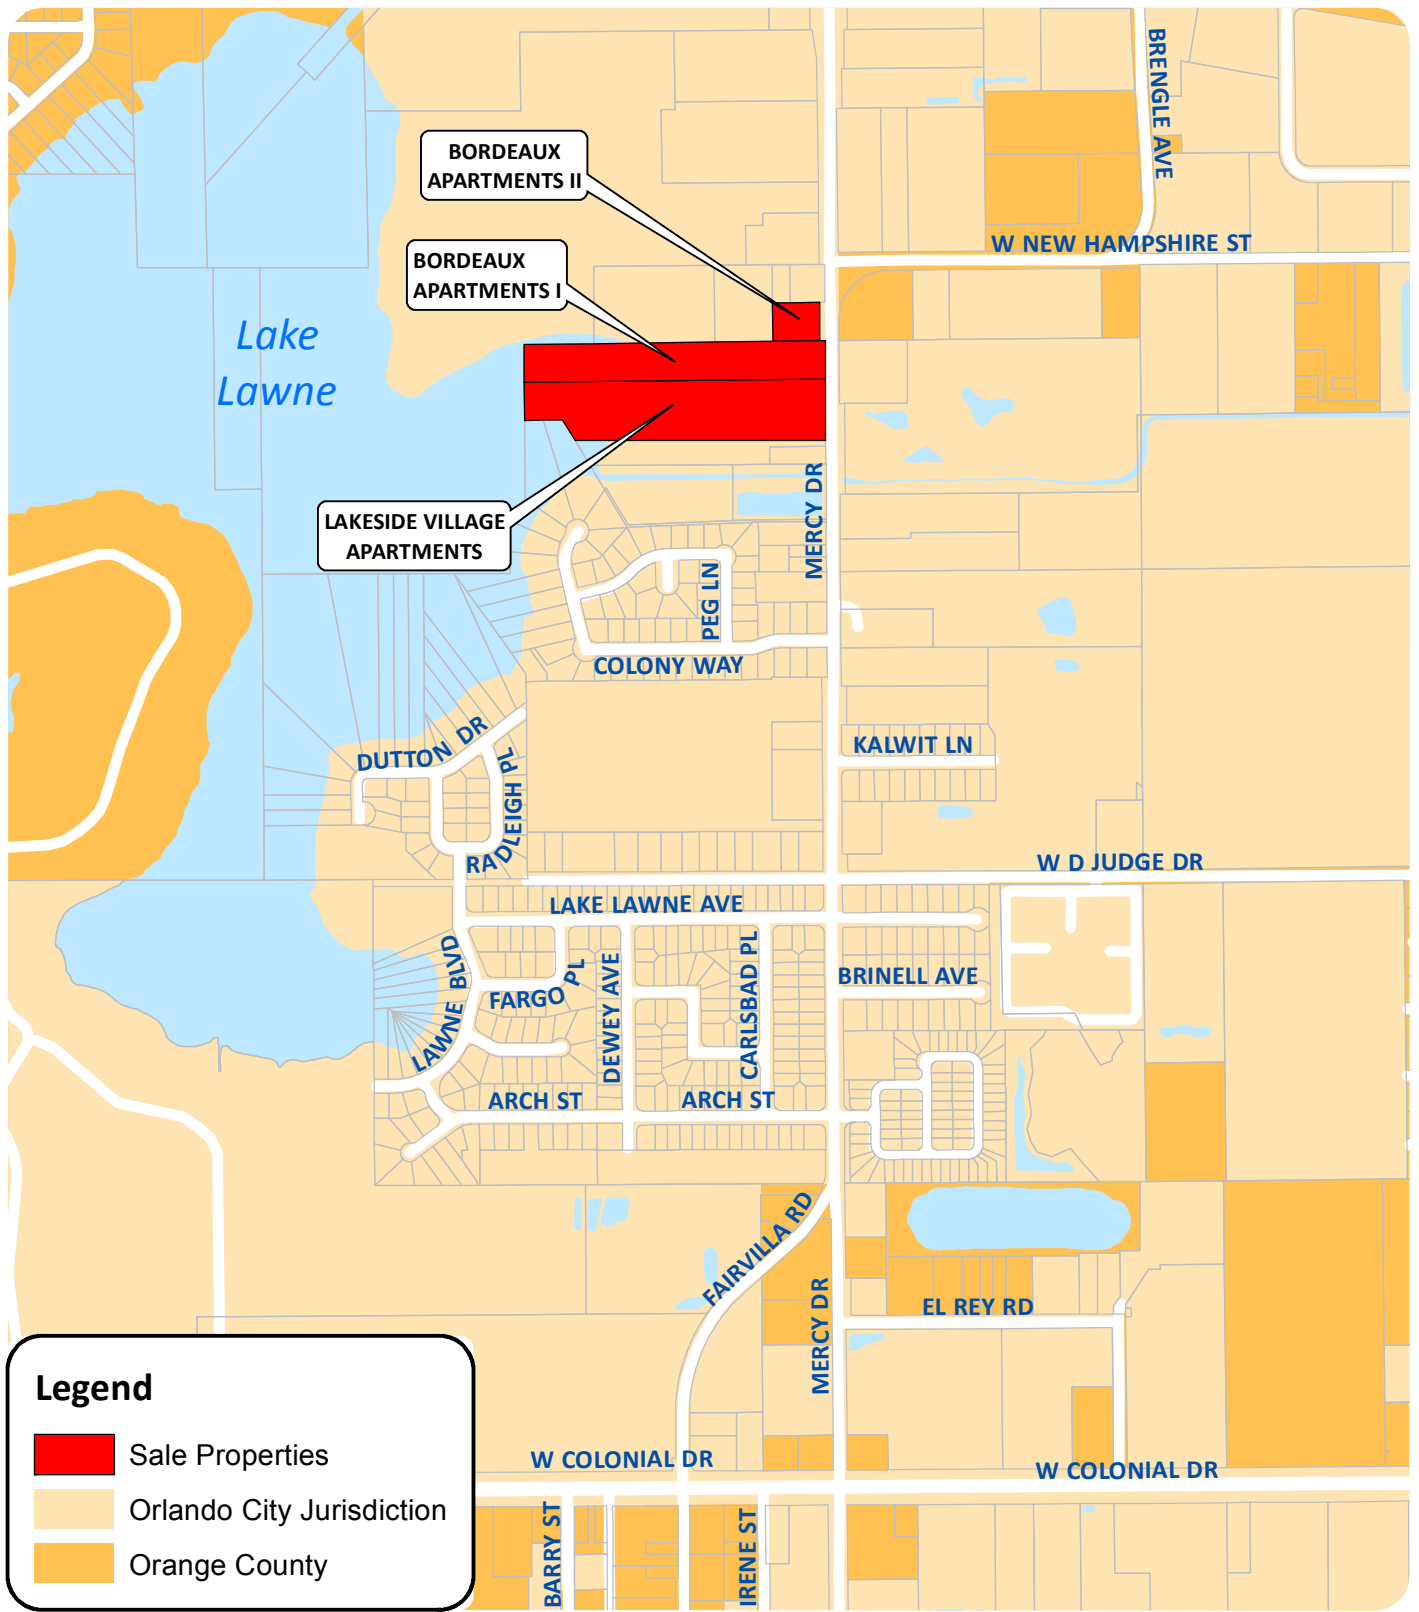 BRENGLE AVE
BORDEAUX
APARTMENTS II
W NEW HAMPSHIRE ST
BORDEAUX
APARTMENTS I
Lake
Lawne
MERCY DR
LAKESIDE VILLAGE
APARTMENTS
PEG LN
COLONY WAY
DUTTON DR
KALWIT LN
RADLEIGH PL
W D JUDGE DR
LAKE LAWNE AVE
LAWNE BLVD
FARGO PL
DEWEY AVE
CARLSBAD PL
BRINELL AVE
ARCH ST
ARCH ST
FAIRVILLA RD
MERCY DR
EL REY RD
Legend
Sale Properties
Orlando City Jurisdiction
Orange County
W COLONIAL DR
W COLONIAL DR
BARRY ST
IRENE ST